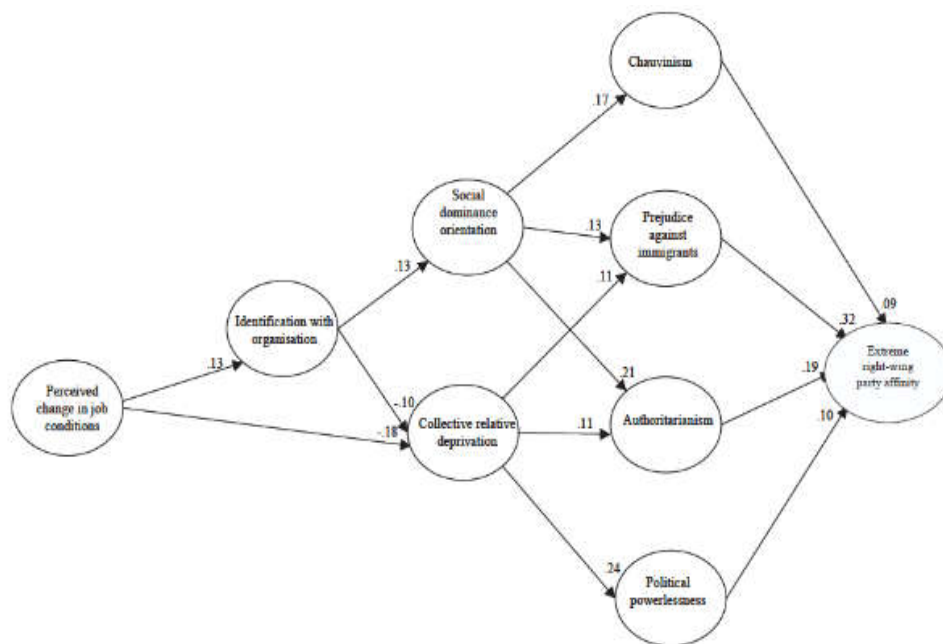 Chauvinism
.17
Social
dominance
orientation
.13
Prejudice
against
immigrants
.11
.13
.09
.32
Identification with
organisation
Extreme
right-wing
party affinity
.13
.19
Perceived
change in job
conditions
-.10
-.18
Collective relative
deprivation
.11
.21
Authoritarianism
.10
.24
Political
powerlessness